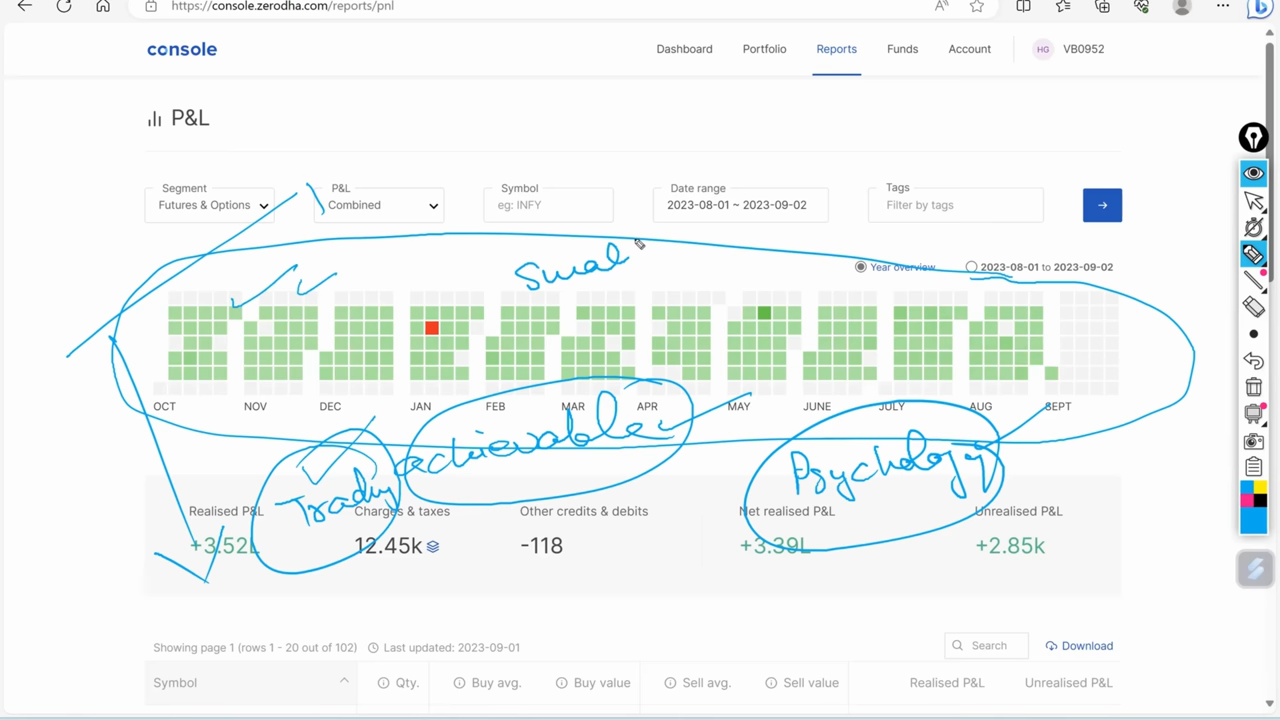 https://console.zerodha.com/reports/pnl
console Dashboard Portfolio Reports Funds Account HG VB0952
P&L
Segment P&L Symbol Date range Tags
Futures & Options Combined eg: INFY 2023-08-01 ~ 2023-09-02 Filter by tags
Smal
Year overview 2023-08-01 to 2023-09-02
OCT NOV DEC JAN FEB MAR APR MAY JUNE JULY AUG SEPT
achievable
Psychology
Realised P&L Charges & taxes Other credits & debits Net realised P&L Unrealised P&L
+3.52L 12.45k -118 +3.39L +2.85k
Showing page 1 (rows 1 - 20 out of 102) Last updated: 2023-09-01 Search Download
Symbol Qty. Buy avg. Buy value Sell avg. Sell value Realised P&L Unrealised P&L